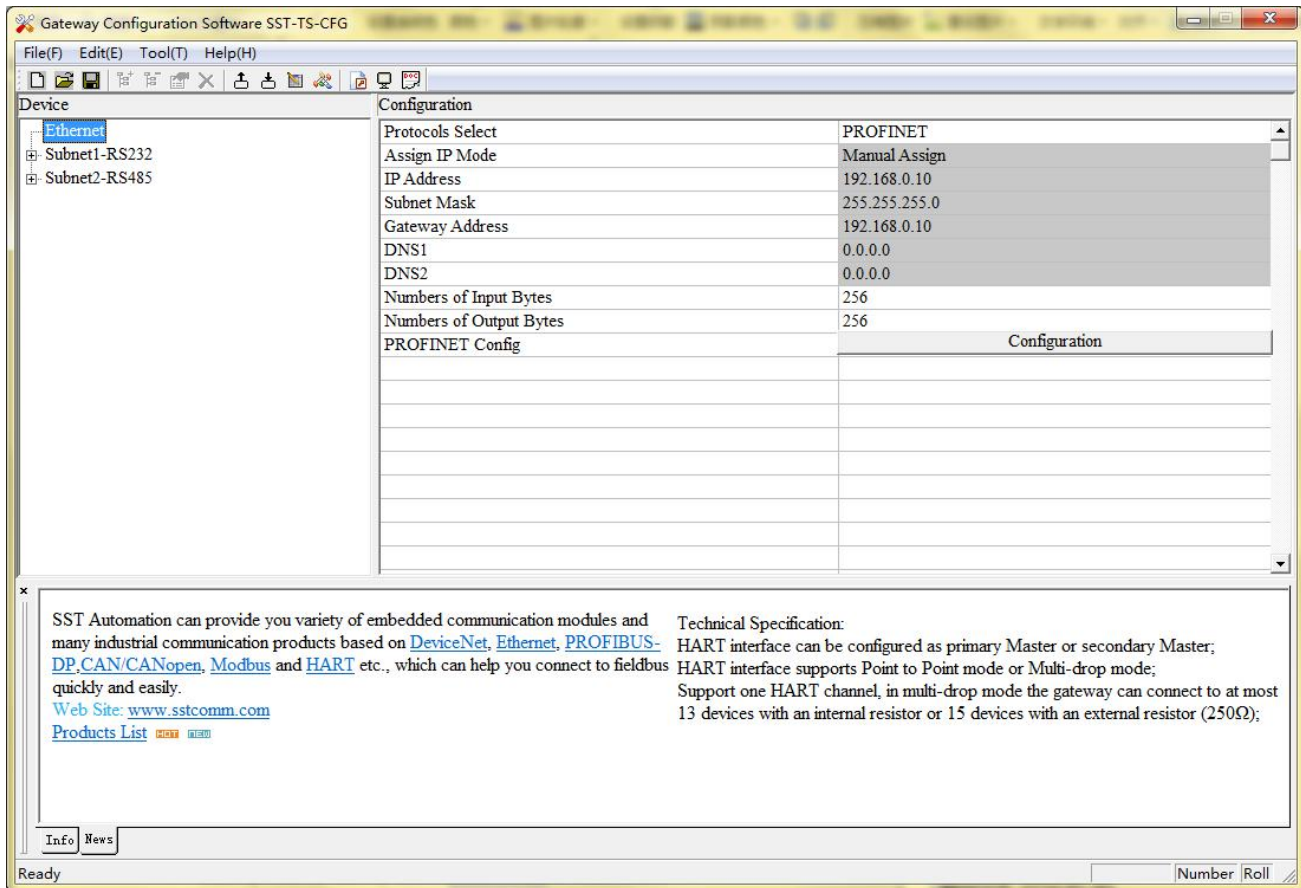 Gateway Configuration Software SST-TS-CFG
File(F) Edit(E) Tool(T) Help(H)
Device
Configuration
Ethernet
Subnet1-RS232
Subnet2-RS485
Protocols Select PROFINET
Assign IP Mode Manual Assign
IP Address 192.168.0.10
Subnet Mask 255.255.255.0
Gateway Address 192.168.0.10
DNS1 0.0.0.0
DNS2 0.0.0.0
Numbers of Input Bytes 256
Numbers of Output Bytes 256
PROFINET Config Configuration
SST Automation can provide you variety of embedded communication modules and
many industrial communication products based on DeviceNet, Ethernet, PROFIBUS-
DP,CAN/CANopen, Modbus and HART etc., which can help you connect to fieldbus
quickly and easily.
Web Site: www.sstcomm.com
Products List HOT NEW
Technical Specification:
HART interface can be configured as primary Master or secondary Master;
HART interface supports Point to Point mode or Multi-drop mode;
Support one HART channel, in multi-drop mode the gateway can connect to at most
13 devices with an internal resistor or 15 devices with an external resistor (250Ω);
Info News
Ready
Number Roll